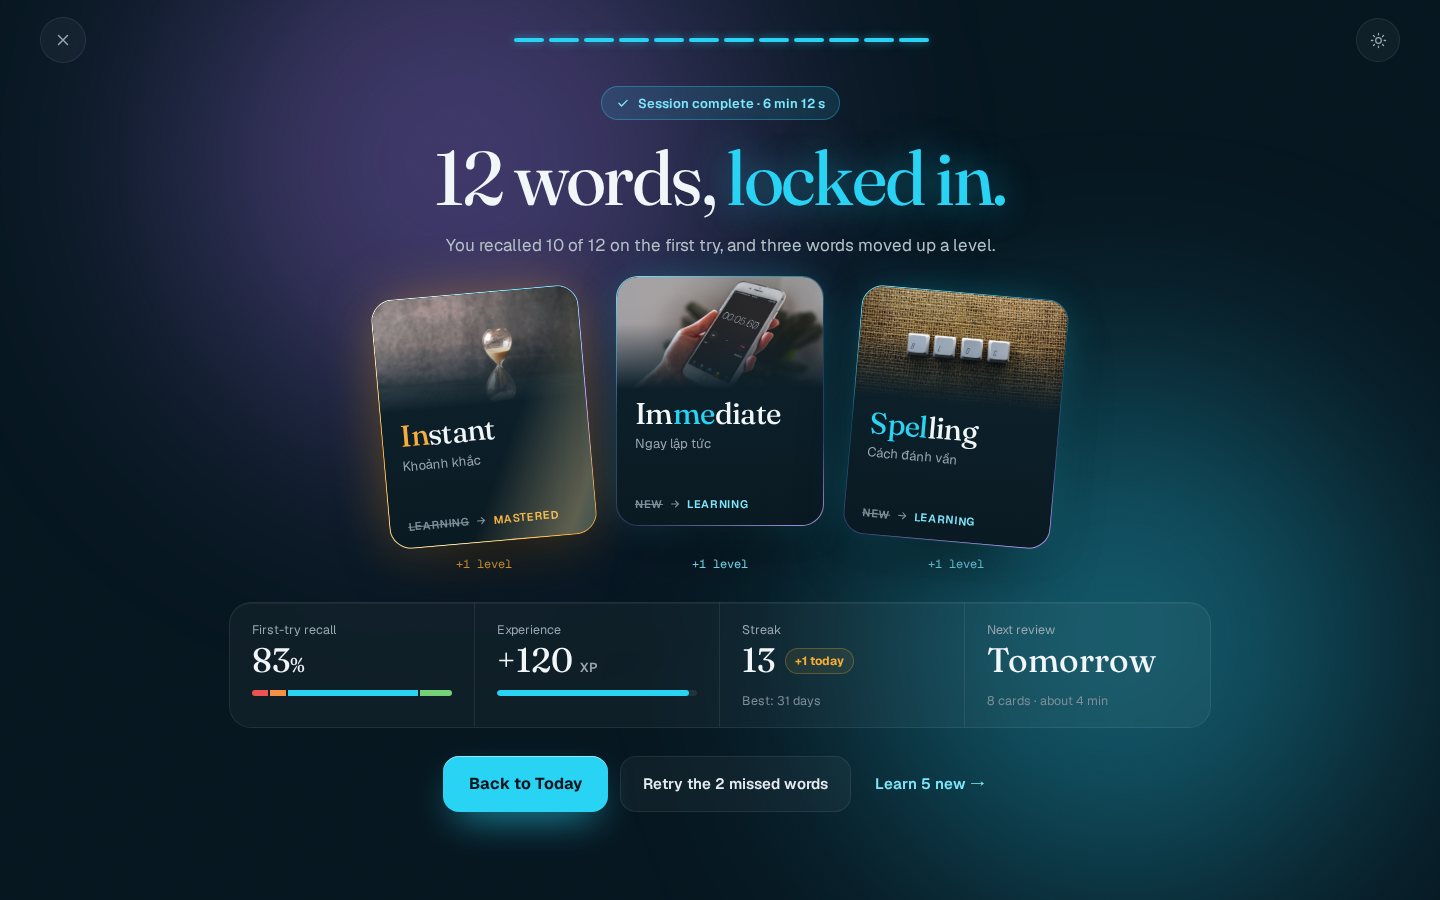 Session complete · 6 min 12 s
12 words, locked in.
You recalled 10 of 12 on the first try, and three words moved up a level.
Instant
Khoảnh khắc
LEARNING → MASTERED
+1 level
00:05.60
Immediate
Ngay lập tức
NEW → LEARNING
+1 level
Spelling
Cách đánh vần
NEW → LEARNING
+1 level
First-try recall
83%
Experience
+120 XP
Streak
13 +1 today
Best: 31 days
Next review
Tomorrow
8 cards · about 4 min
Back to Today
Retry the 2 missed words
Learn 5 new →